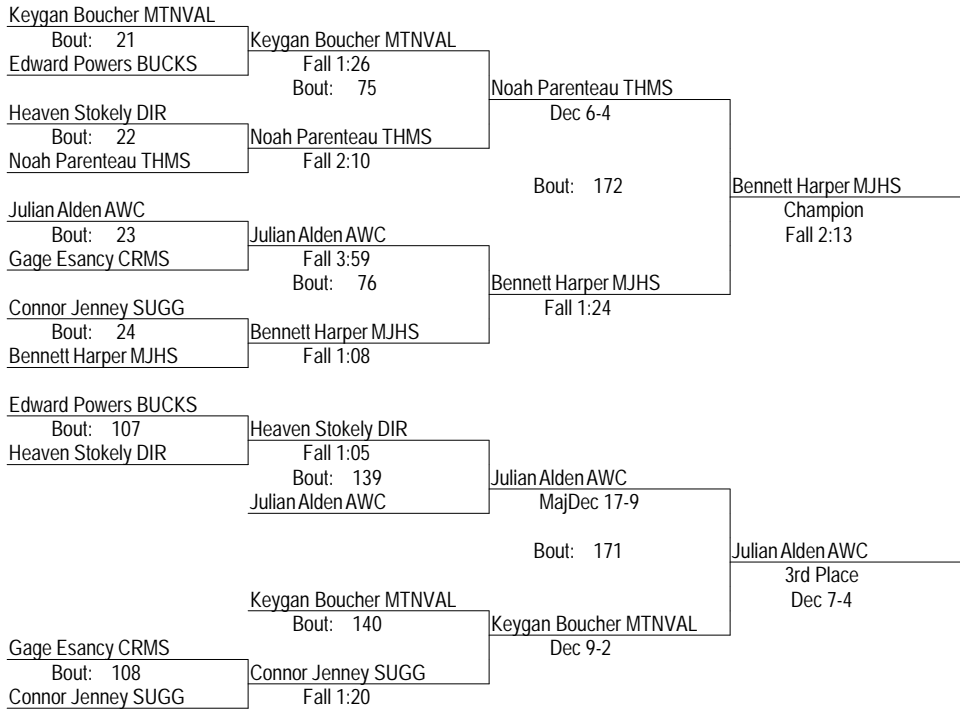 Keygan Boucher MTNVAL
Bout: 21
Keygan Boucher MTNVAL
Edward Powers BUCKS
Fall 1:26
Bout: 75
Noah Parenteau THMS
Heaven Stokely DIR
Dec 6-4
Bout: 22
Noah Parenteau THMS
Noah Parenteau THMS
Fall 2:10
Bout: 172
Bennett Harper MJHS
Julian Alden AWC
Champion
Bout: 23
Julian Alden AWC
Fall 2:13
Gage Esancy CRMS
Fall 3:59
Bout: 76
Bennett Harper MJHS
Connor Jenney SUGG
Fall 1:24
Bout: 24
Bennett Harper MJHS
Bennett Harper MJHS
Fall 1:08
Edward Powers BUCKS
Bout: 107
Heaven Stokely DIR
Heaven Stokely DIR
Fall 1:05
Bout: 139
Julian Alden AWC
Julian Alden AWC
MajDec 17-9
Bout: 171
Julian Alden AWC
3rd Place
Keygan Boucher MTNVAL
Dec 7-4
Bout: 140
Keygan Boucher MTNVAL
Gage Esancy CRMS
Dec 9-2
Bout: 108
Connor Jenney SUGG
Connor Jenney SUGG
Fall 1:20